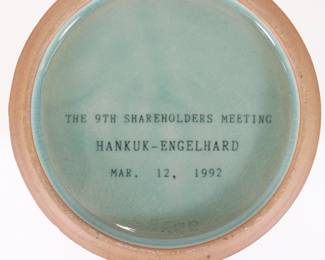 THE 9TH SHAREHOLDERS MEETING
HANKUK-ENGELHARD
MAR. 12, 1992